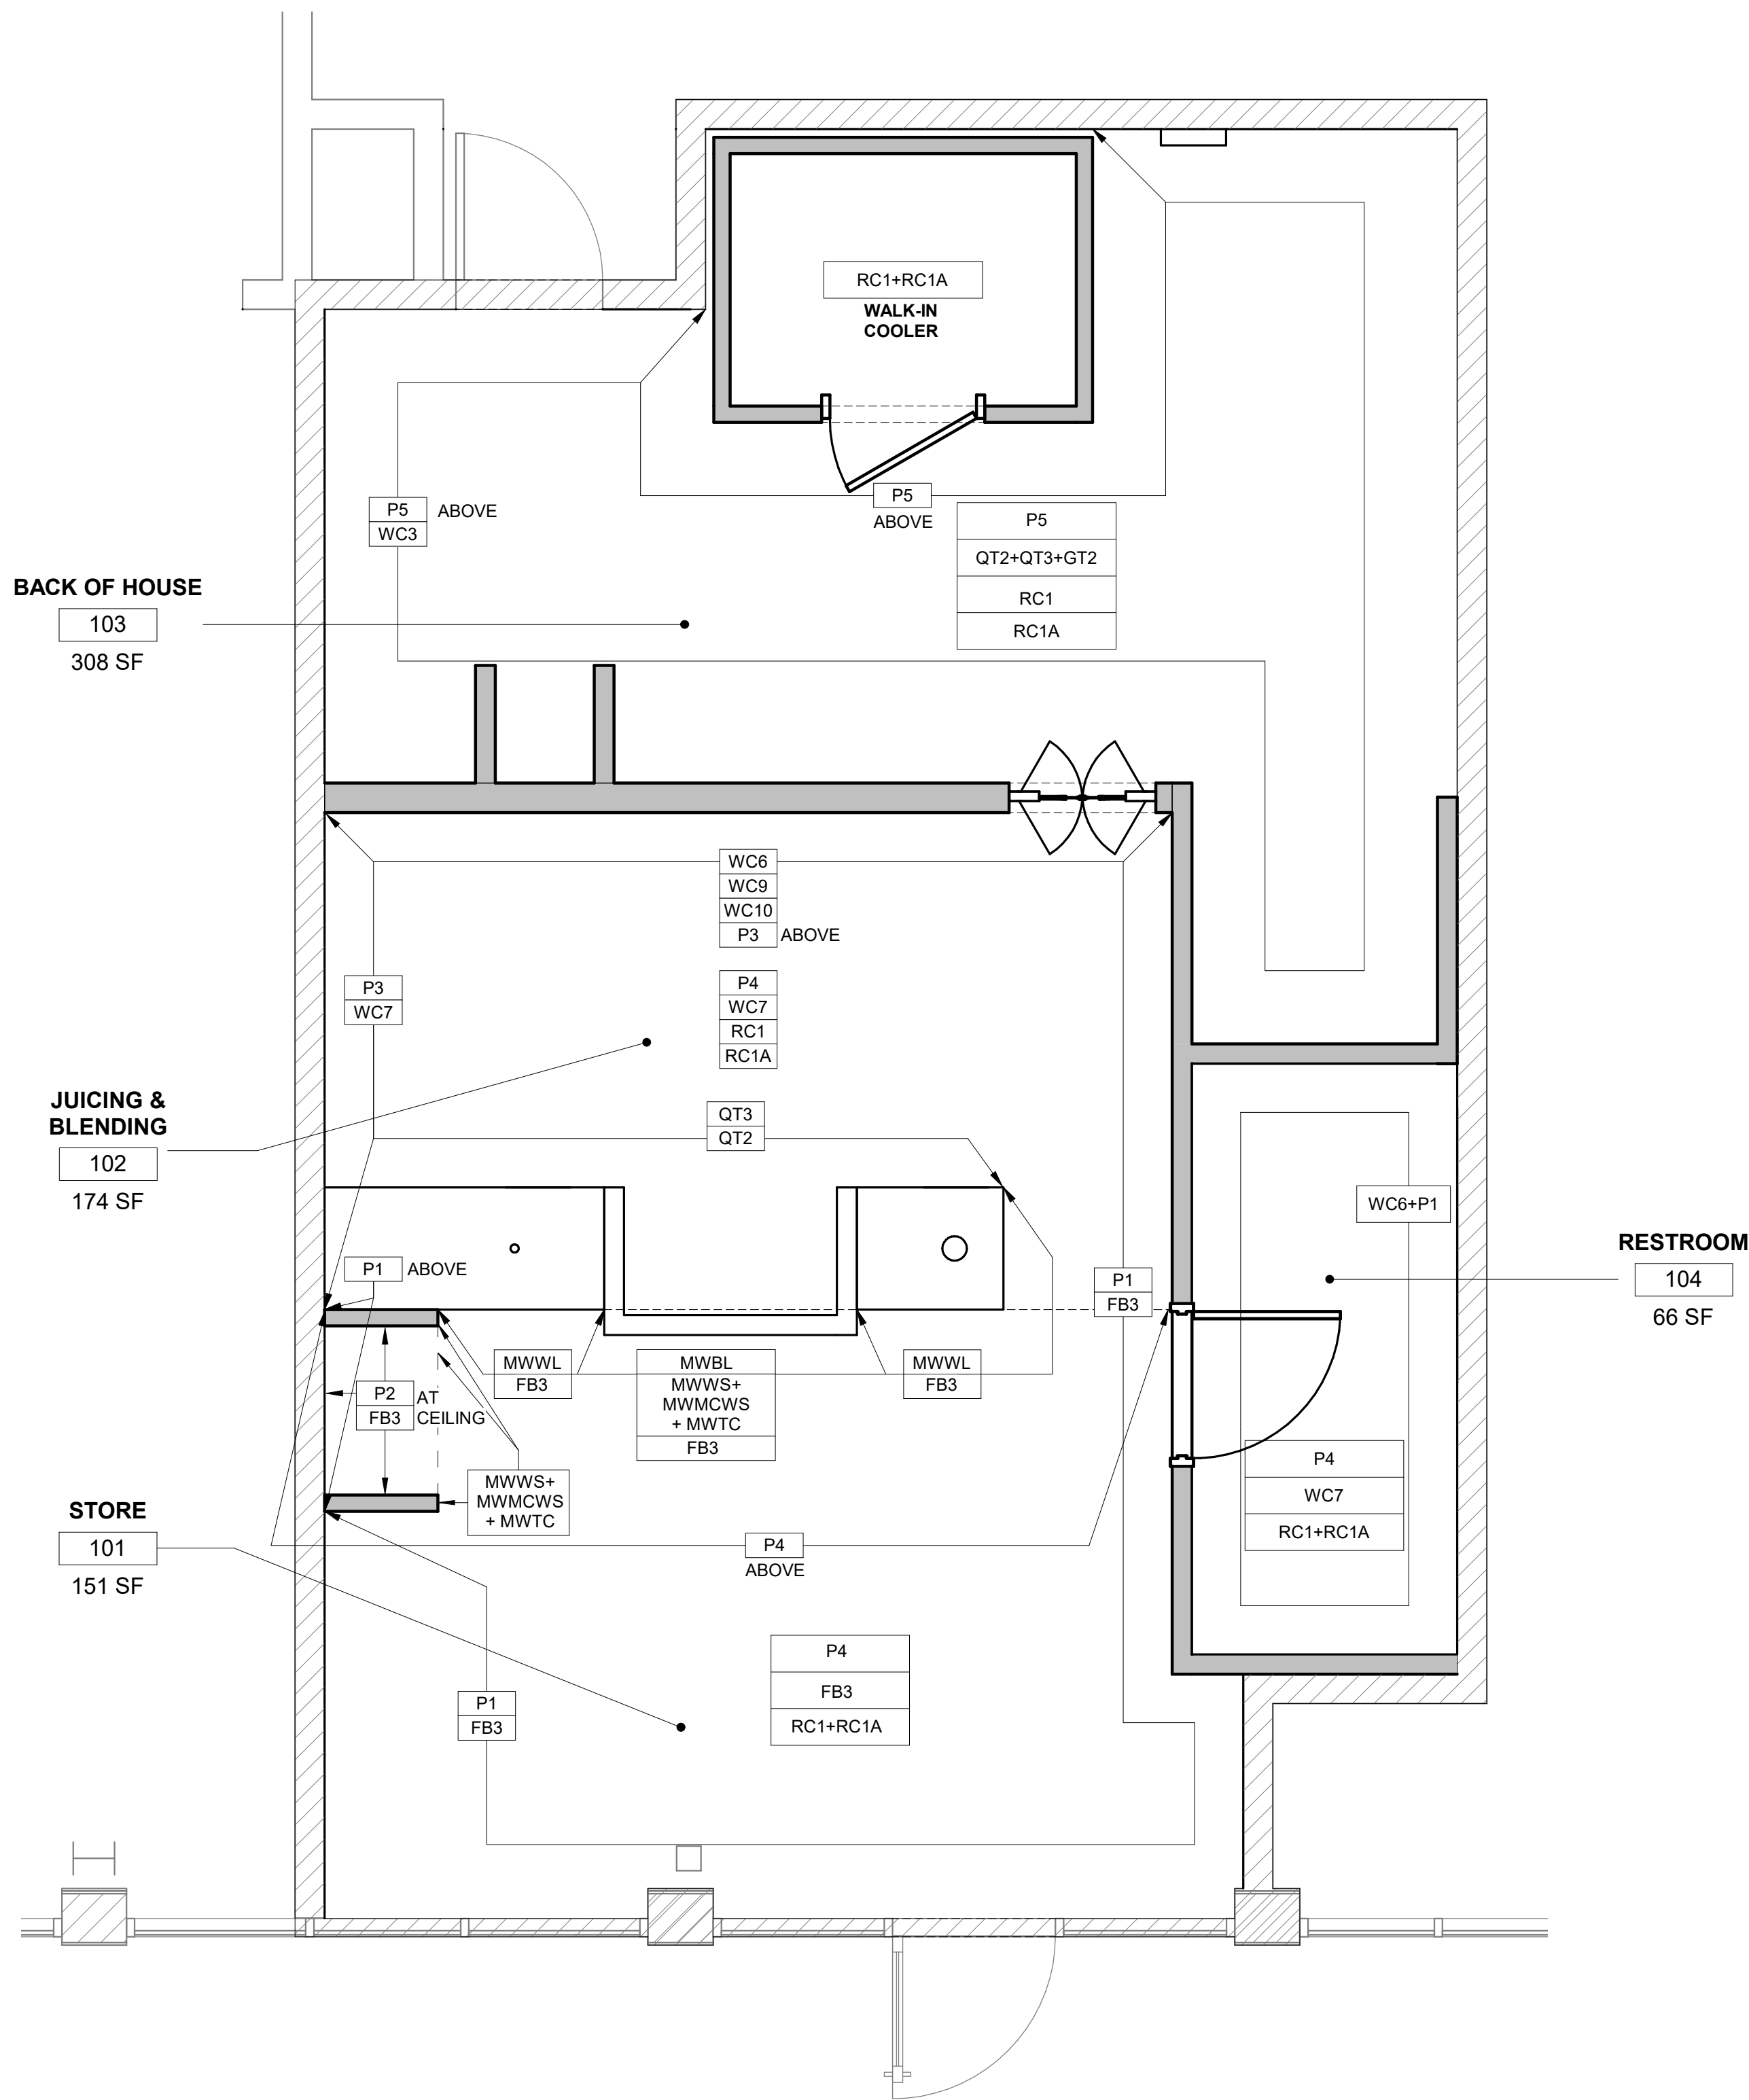 RC1+RC1A
WALK-IN
COOLER
P5
WC3
ABOVE
P5
ABOVE
P5
QT2+QT3+GT2
RC1
RC1A
BACK OF HOUSE
103
308 SF
WC6
WC9
WC10
P3
ABOVE
P3
WC7
P4
WC7
RC1
RC1A
JUICING &
BLENDING
102
174 SF
QT3
QT2
WC6+P1
RESTROOM
104
66 SF
P1
ABOVE
P1
FB3
MWWL
FB3
MWBL
MWWS+
MWMCWS
+ MWTC
FB3
MWWL
FB3
P2
FB3
AT
CEILING
MWWS+
MWMCWS
+ MWTC
P4
WC7
RC1+RC1A
STORE
101
151 SF
P4
ABOVE
P4
FB3
RC1+RC1A
P1
FB3